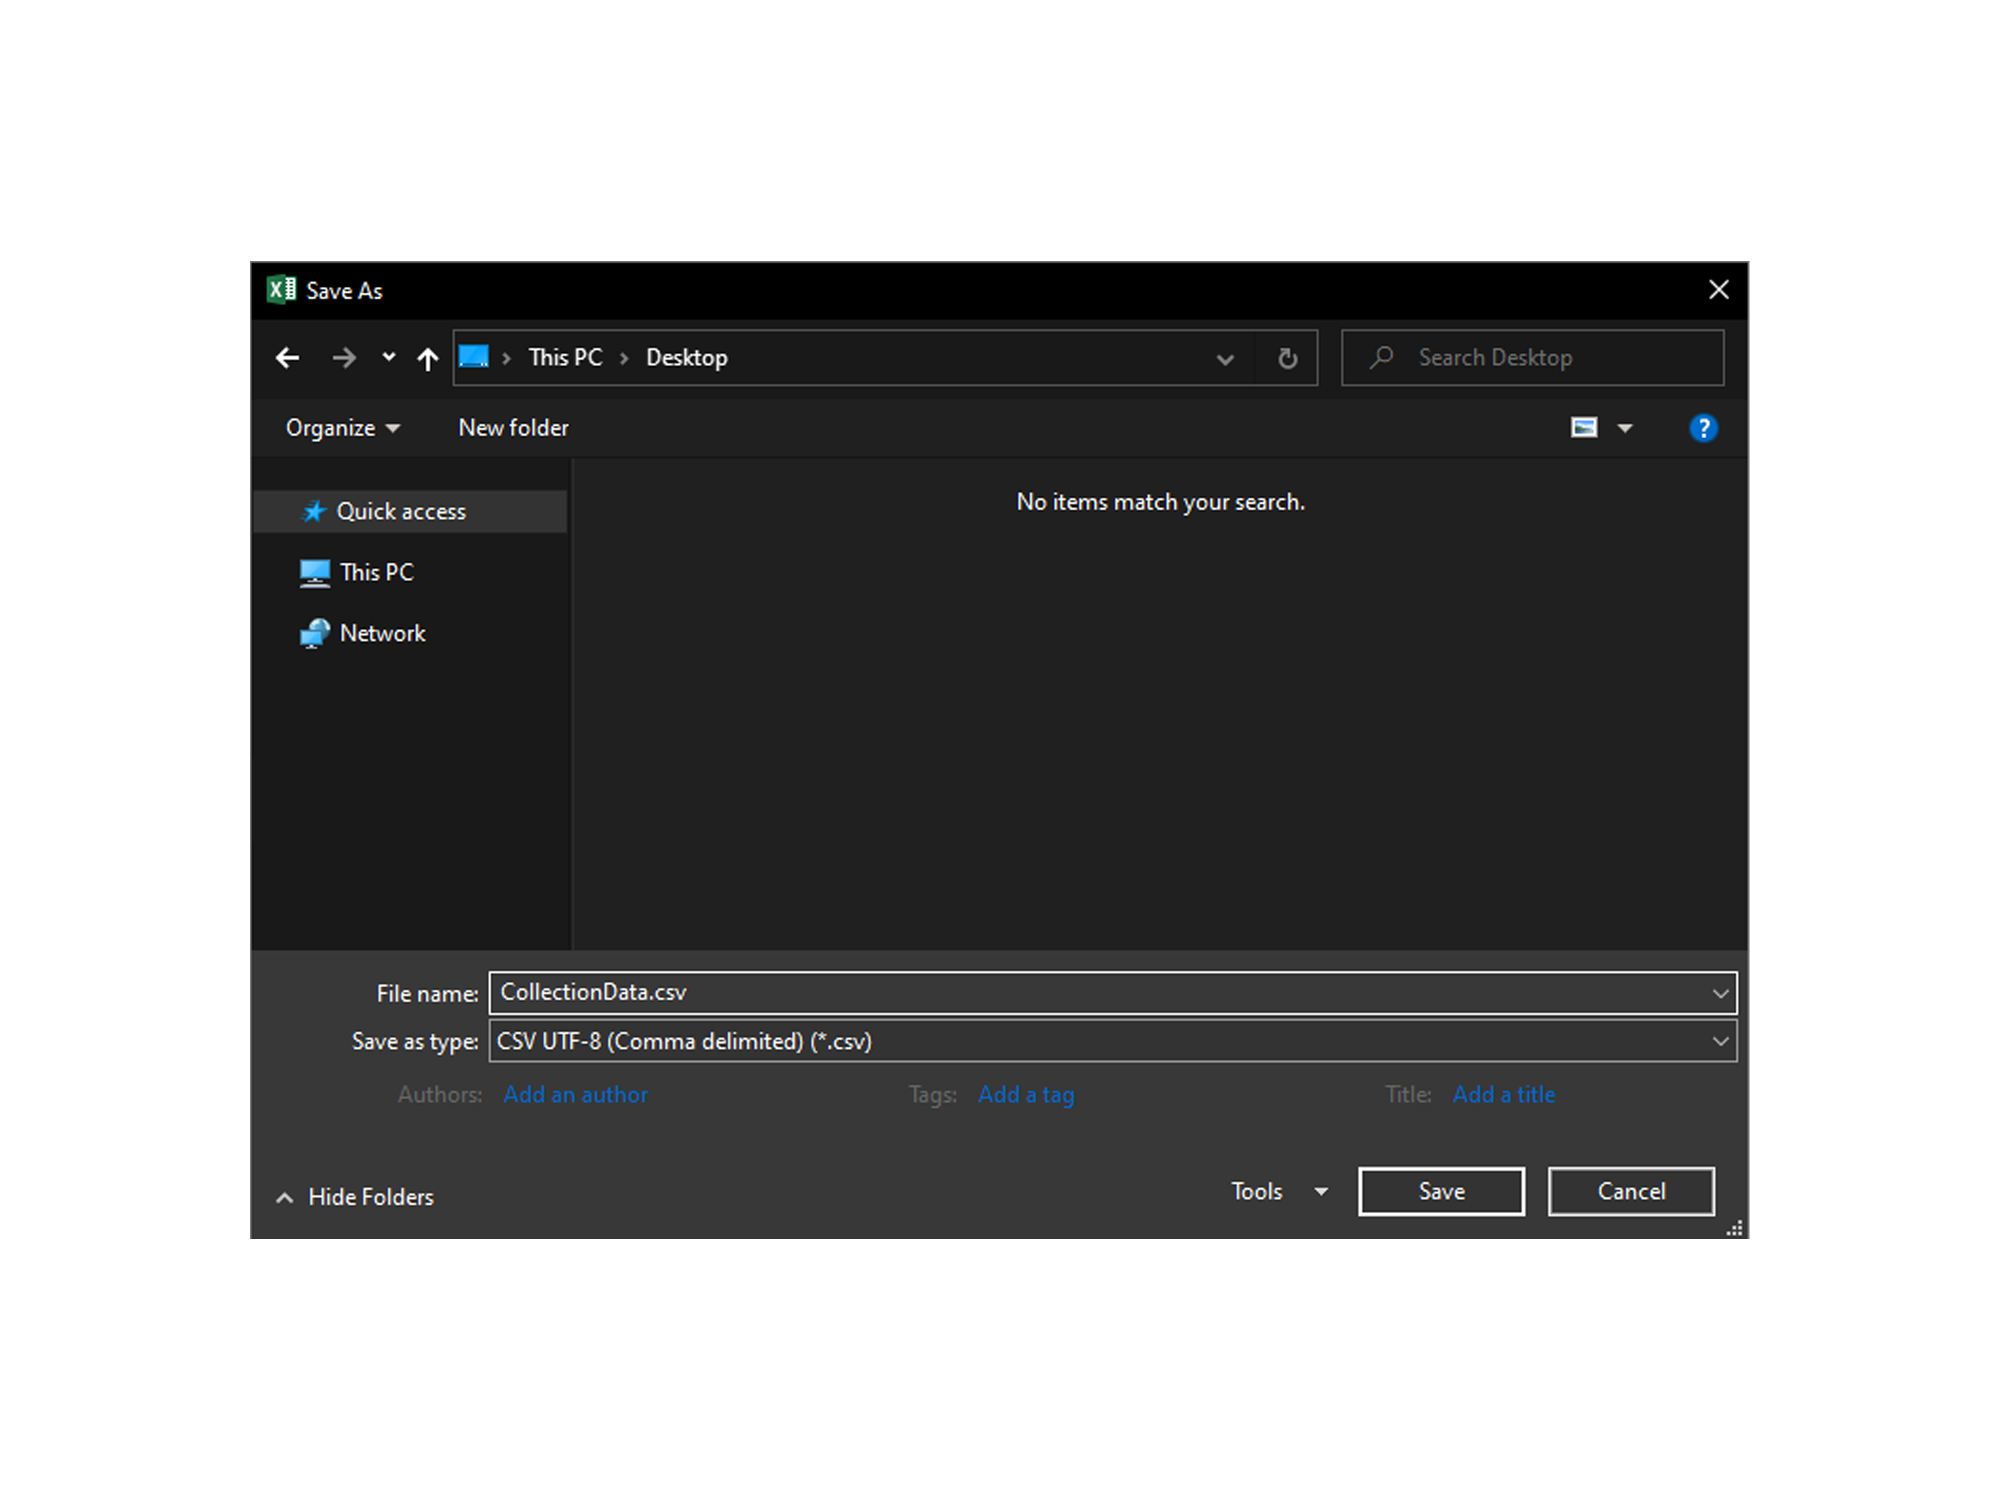 Save As
This PC > Desktop
Search Desktop
Organize
New folder
?
Quick access
This PC
Network
No items match your search.
File name: CollectionData.csv
Save as type: CSV UTF-8 (Comma delimited) (*.csv)
Authors: Add an author
Tags: Add a tag
Title: Add a title
Hide Folders
Tools
Save
Cancel